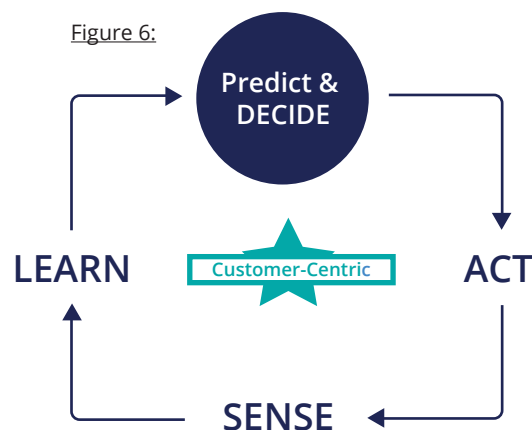 Figure 6:
Predict &
DECIDE
LEARN
Customer-Centric
ACT
SENSE